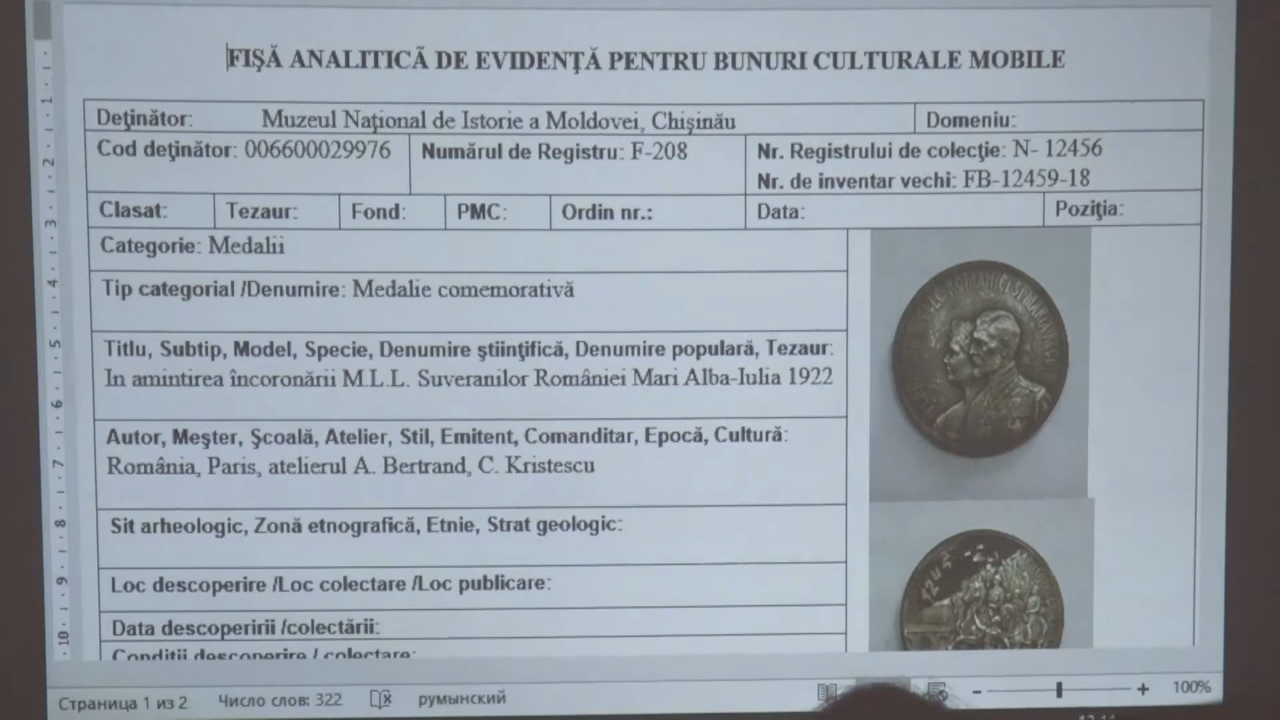 FIŞĂ ANALITICĂ DE EVIDENŢĂ PENTRU BUNURI CULTURALE MOBILE
Deţinător: Muzeul Naţional de Istorie a Moldovei, Chişinău
Domeniu:
Cod deţinător: 006600029976
Numărul de Registru: F-208
Nr. Registrului de colecţie: N- 12456
Nr. de inventar vechi: FB-12459-18
Clasat:
Tezaur:
Fond:
PMC:
Ordin nr.:
Data:
Poziţia:
Categorie: Medalii
Tip categorial /Denumire: Medalie comemorativă
Titlu, Subtip, Model, Specie, Denumire ştiinţifică, Denumire populară, Tezaur:
In amintirea încoronării M.L.L. Suveranilor României Mari Alba-Iulia 1922
Autor, Meşter, Şcoală, Atelier, Stil, Emitent, Comanditar, Epocă, Cultură:
România, Paris, atelierul A. Bertrand, C. Kristescu
Sit arheologic, Zonă etnografică, Etnie, Strat geologic:
Loc descoperire /Loc colectare /Loc publicare:
Data descoperirii /colectării:
Condiţii descoperire / colectare:
1245
Страница 1 из 2
Число слов: 322
румынский
100%